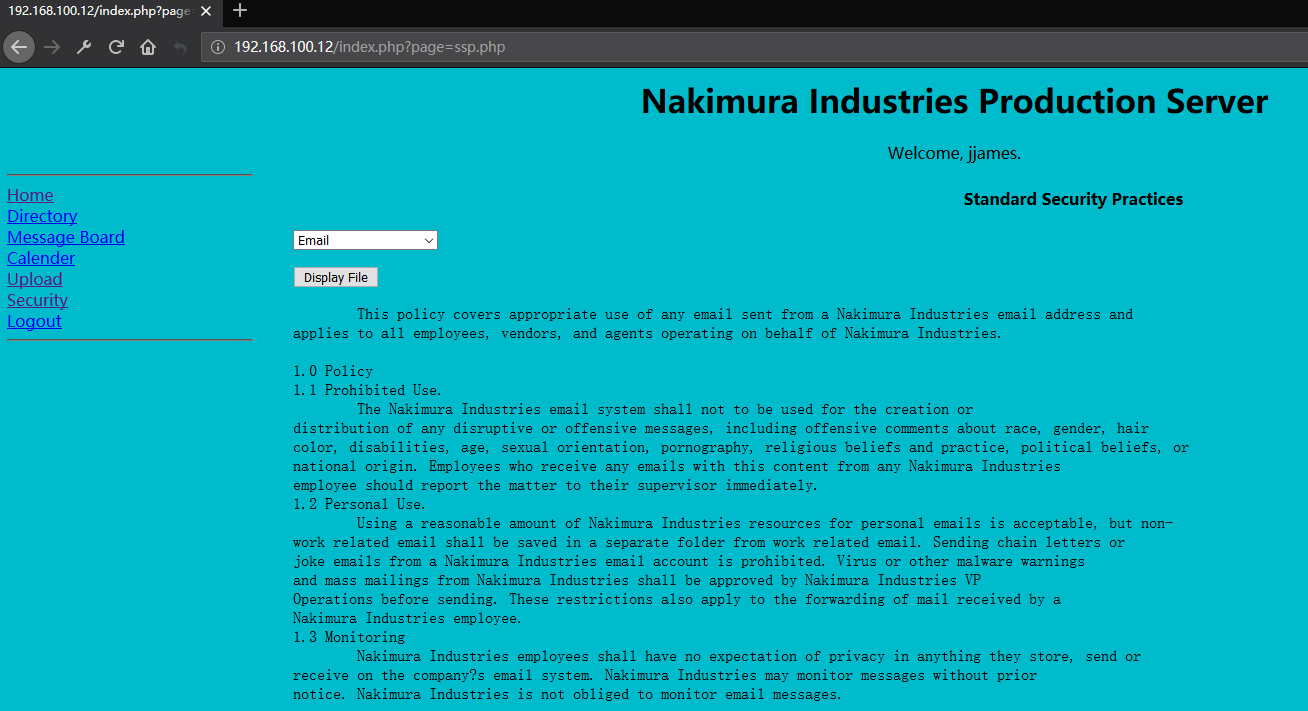 192.168.100.12/index.php?page=
192.168.100.12/index.php?page=ssp.php
Nakimura Industries Production Server
Welcome, jjames.
Home
Directory
Message Board
Calender
Upload
Security
Logout
Standard Security Practices
Email
Display File
This policy covers appropriate use of any email sent from a Nakimura Industries email address and
applies to all employees, vendors, and agents operating on behalf of Nakimura Industries.
1.0 Policy
1.1 Prohibited Use.
The Nakimura Industries email system shall not to be used for the creation or
distribution of any disruptive or offensive messages, including offensive comments about race, gender, hair
color, disabilities, age, sexual orientation, pornography, religious beliefs and practice, political beliefs, or
national origin. Employees who receive any emails with this content from any Nakimura Industries
employee should report the matter to their supervisor immediately.
1.2 Personal Use.
Using a reasonable amount of Nakimura Industries resources for personal emails is acceptable, but non-
work related email shall be saved in a separate folder from work related email. Sending chain letters or
joke emails from a Nakimura Industries email account is prohibited. Virus or other malware warnings
and mass mailings from Nakimura Industries shall be approved by Nakimura Industries VP
Operations before sending. These restrictions also apply to the forwarding of mail received by a
Nakimura Industries employee.
1.3 Monitoring
Nakimura Industries employees shall have no expectation of privacy in anything they store, send or
receive on the company?s email system. Nakimura Industries may monitor messages without prior
notice. Nakimura Industries is not obliged to monitor email messages.